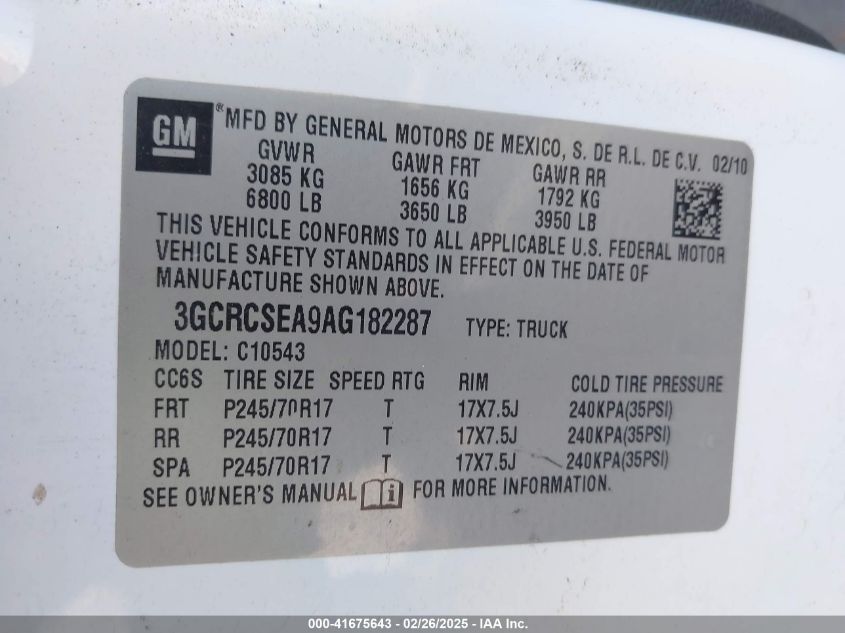 GM
® MFD BY GENERAL MOTORS DE MEXICO, S. DE R.L. DE C.V. 02/10
GVWR GAWR FRT GAWR RR
3085 KG 1656 KG 1792 KG
6800 LB 3650 LB 3950 LB
THIS VEHICLE CONFORMS TO ALL APPLICABLE U.S. FEDERAL MOTOR
VEHICLE SAFETY STANDARDS IN EFFECT ON THE DATE OF
MANUFACTURE SHOWN ABOVE.
3GCRCSEA9AG182287 TYPE: TRUCK
MODEL: C10543
CC6S TIRE SIZE SPEED RTG RIM COLD TIRE PRESSURE
FRT P245/70R17 T 17X7.5J 240KPA(35PSI)
RR P245/70R17 T 17X7.5J 240KPA(35PSI)
SPA P245/70R17 T 17X7.5J 240KPA(35PSI)
SEE OWNER'S MANUAL i FOR MORE INFORMATION.
000-41675643 - 02/26/2025 - IAA Inc.